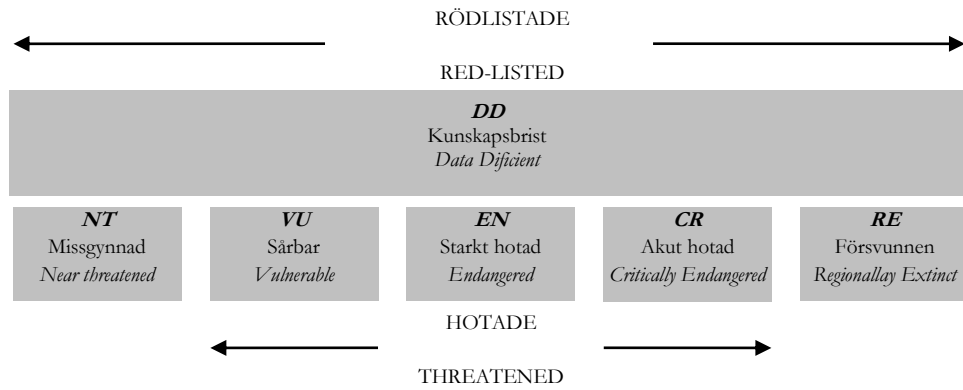 RÖDLISTADE
RED-LISTED
DD
Kunskapsbrist
Data Dificient
NT
Missgynnad
Near threatened
VU
Sårbar
Vulnerable
EN
Starkt hotad
Endangered
CR
Akut hotad
Critically Endangered
RE
Försvunnen
Regionallay Extinct
HOTADE
THREATENED